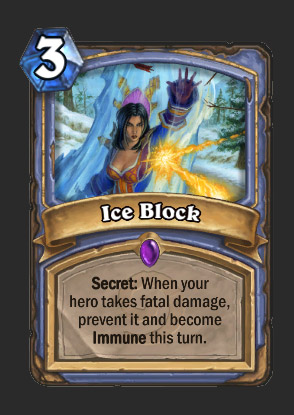 3
Ice Block
Secret: When your
hero takes fatal damage,
prevent it and become
Immune this turn.